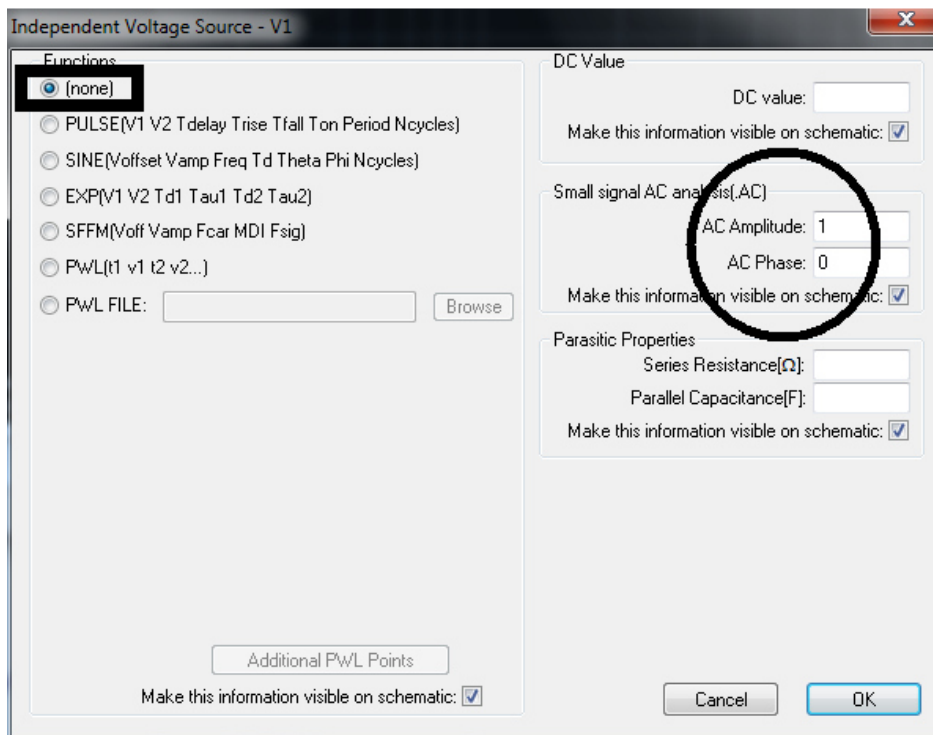 Independent Voltage Source - V1
Functions
(none)
PULSE(V1 V2 Tdelay Trise Tfall Ton Period Ncycles)
SINE(Voffset Vamp Freq Td Theta Phi Ncycles)
EXP(V1 V2 Td1 Tau1 Td2 Tau2)
SFFM(Voff Vamp Fcar MDI Fsig)
PWL(t1 v1 t2 v2...)
PWL FILE:
Browse
Additional PWL Points
Make this information visible on schematic:
DC Value
DC value:
Make this information visible on schematic:
Small signal AC analysis(.AC)
AC Amplitude: 1
AC Phase: 0
Make this information visible on schematic:
Parasitic Properties
Series Resistance[Ω]:
Parallel Capacitance[F]:
Make this information visible on schematic:
Cancel
OK